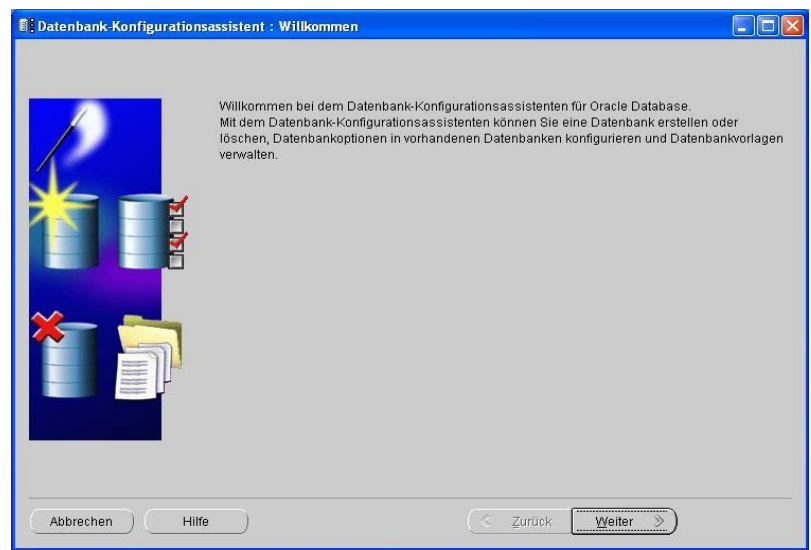 Datenbank-Konfigurationsassistent : Willkommen
Willkommen bei dem Datenbank-Konfigurationsassistenten für Oracle Database.
Mit dem Datenbank-Konfigurationsassistenten können Sie eine Datenbank erstellen oder
löschen, Datenbankoptionen in vorhandenen Datenbanken konfigurieren und Datenbankvorlagen
verwalten.
Abbrechen
Hilfe
Zurück
Weiter